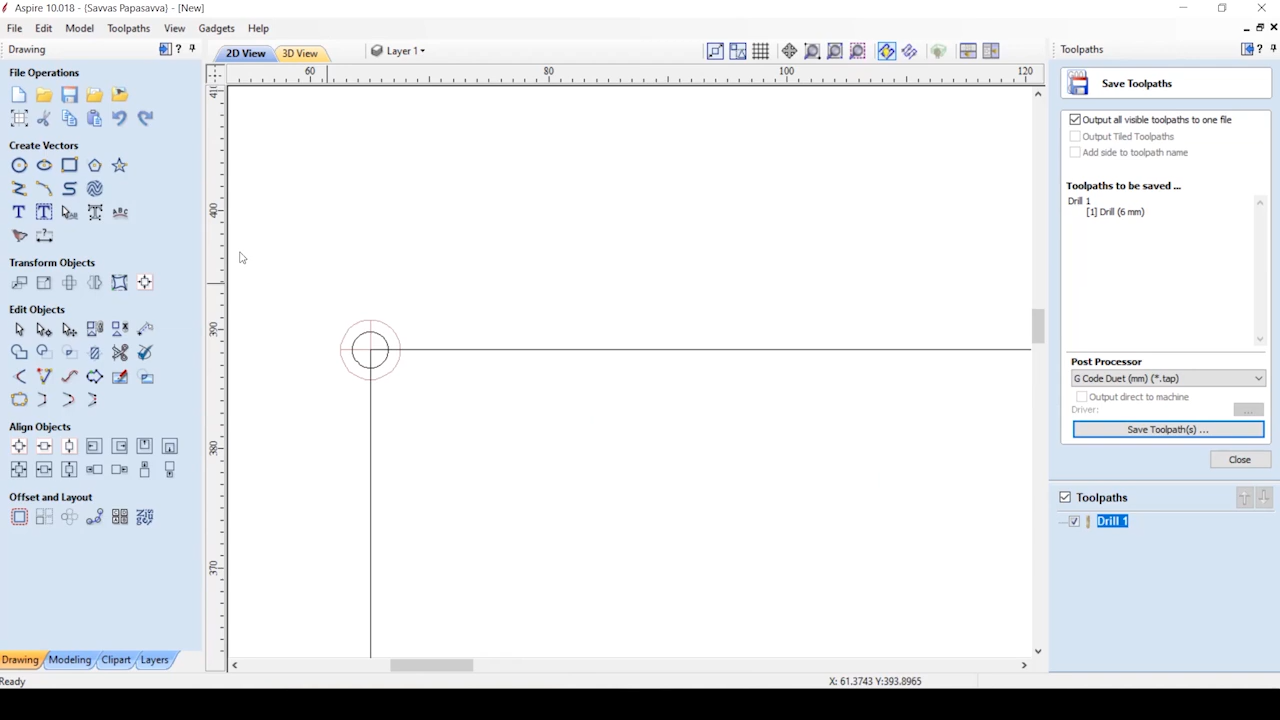 Aspire 10.018 - (Savvas Papasavva) - [New]
File Edit Model Toolpaths View Gadgets Help
Drawing
2D View 3D View
Layer 1
Toolpaths
File Operations
Create Vectors
Transform Objects
Edit Objects
Align Objects
Offset and Layout
Drawing Modeling Clipart Layers
Ready
60 80 100 120
400
390
380
370
Save Toolpaths
Output all visible toolpaths to one file
Output Tiled Toolpaths
Add side to toolpath name
Toolpaths to be saved ...
Drill 1
[1] Drill (6 mm)
Post Processor
G Code Duet (mm) (*.tap)
Output direct to machine
Driver:
...
Save Toolpath(s) ...
Close
Toolpaths
Drill 1
X: 61.3743 Y:393.8965